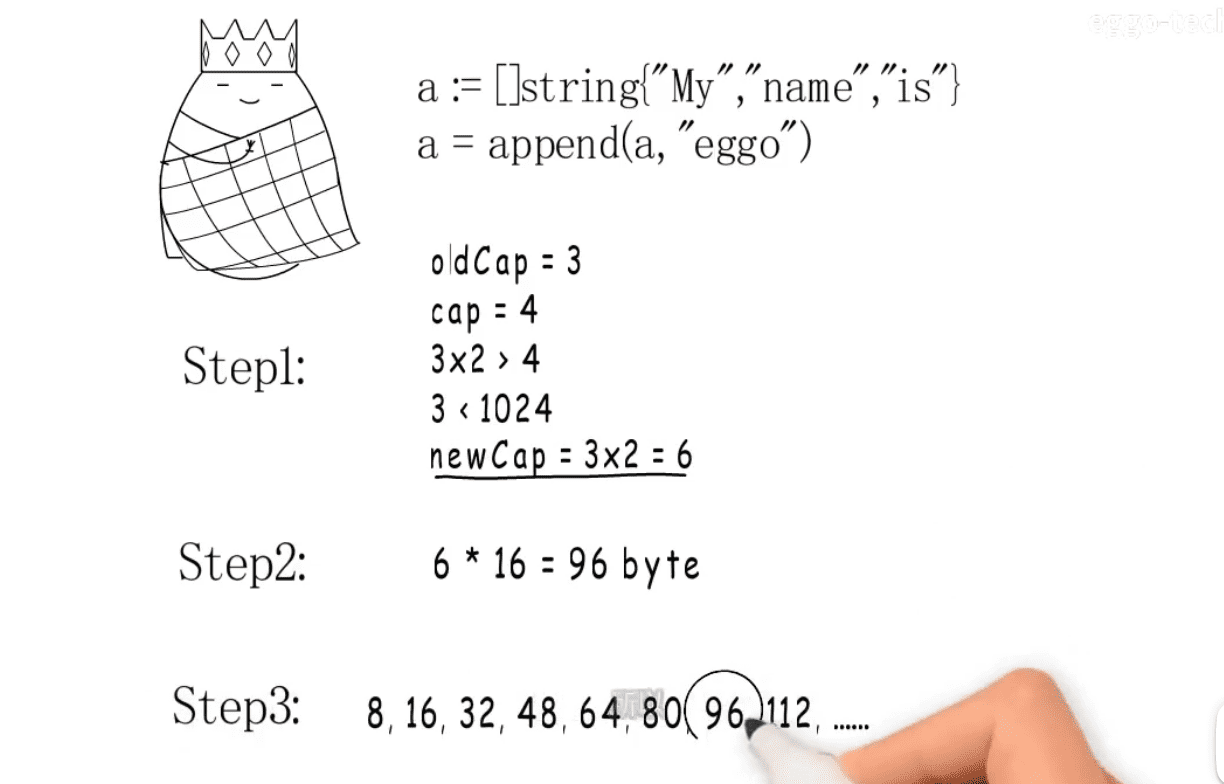 eggo-tech
a := []string{"My","name","is"}
a = append(a, "eggo")
oldCap = 3
cap = 4
Step1:
3x2 > 4
3 < 1024
newCap = 3x2 = 6
Step2:
6 * 16 = 96 byte
Step3:
8, 16, 32, 48, 64, 80, 96, 112, ......